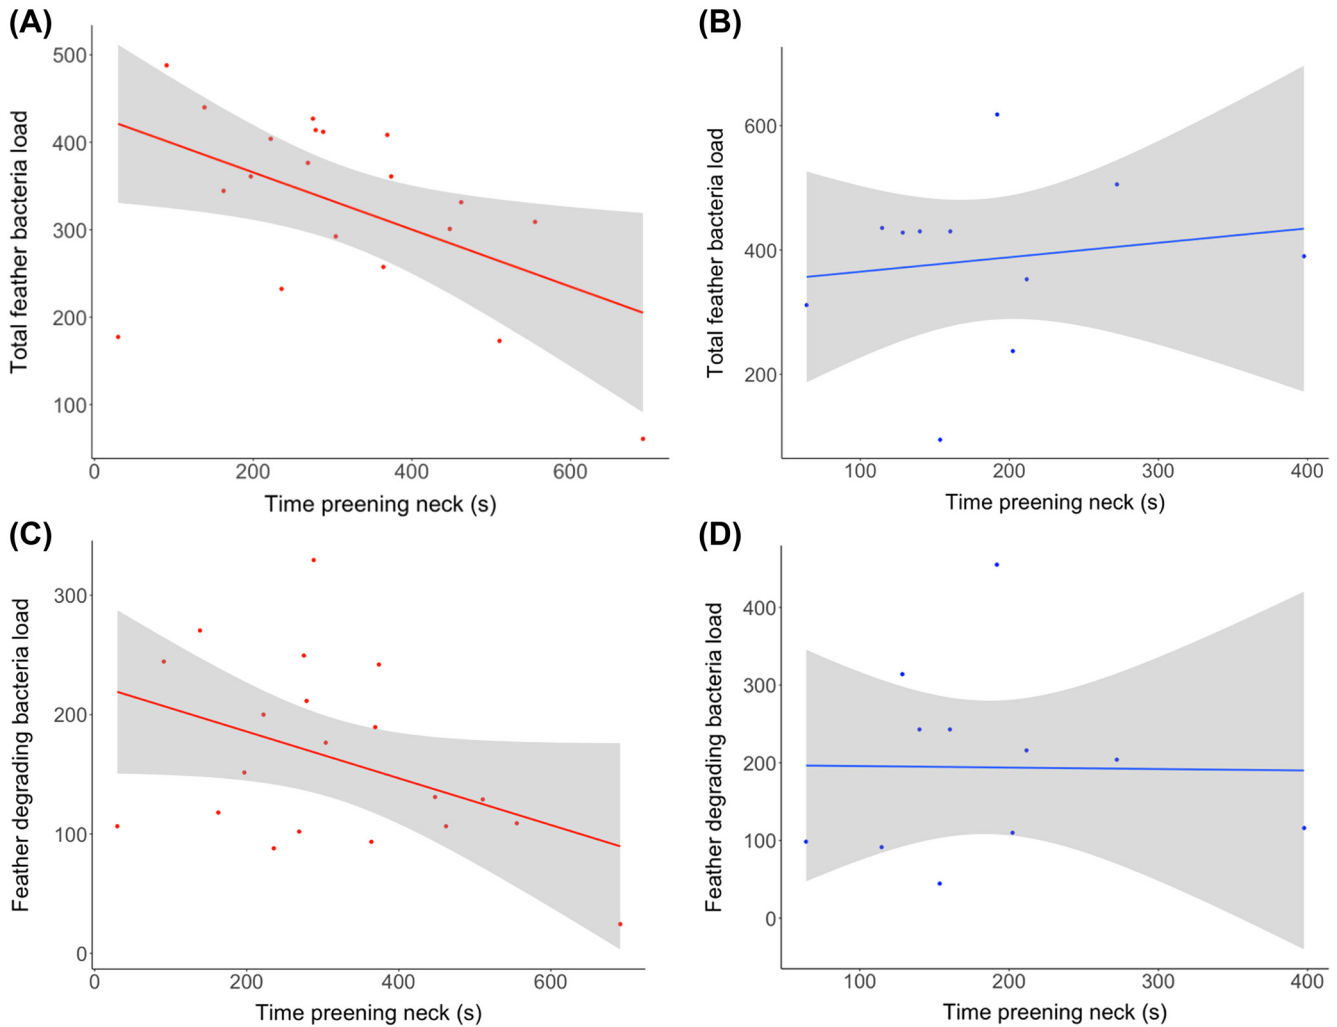 (A)
500
400
300
200
100
0 200 400 600
Total feather bacteria load
Time preening neck (s)
(B)
600
400
200
100 200 300 400
Total feather bacteria load
Time preening neck (s)
(C)
300
200
100
0
0 200 400 600
Feather degrading bacteria load
Time preening neck (s)
(D)
400
300
200
100
0
100 200 300 400
Feather degrading bacteria load
Time preening neck (s)